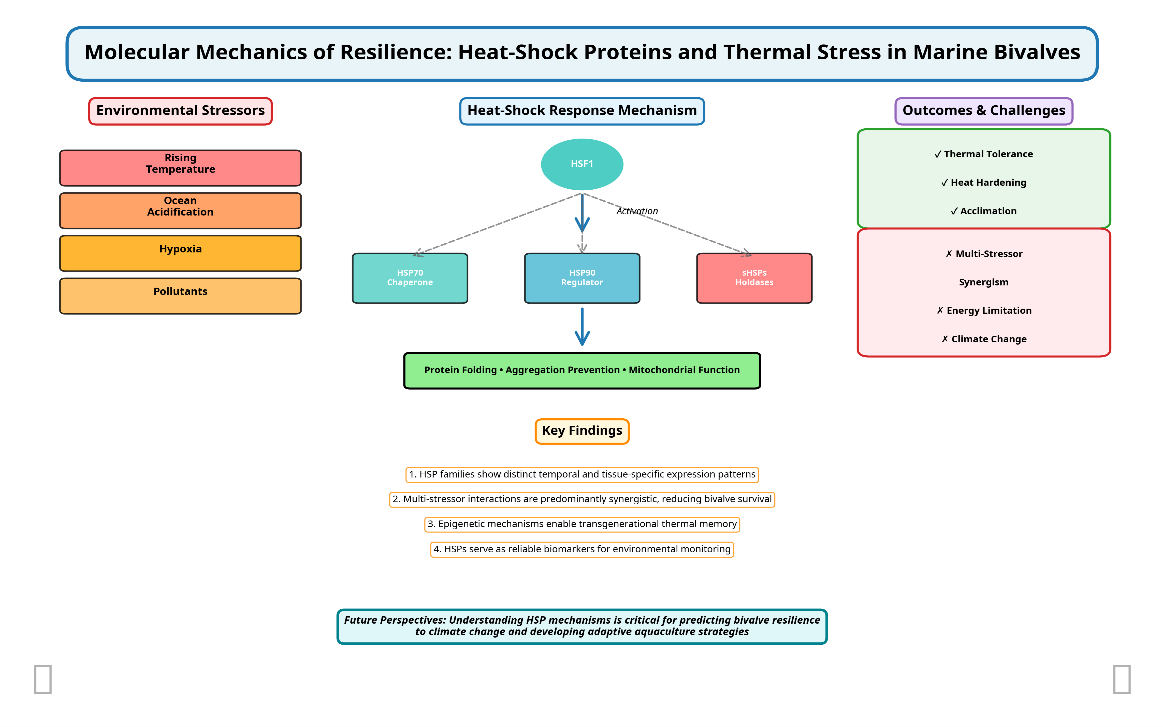 Molecular Mechanics of Resilience: Heat-Shock Proteins and Thermal Stress in Marine Bivalves
Environmental Stressors
Rising
Temperature
Ocean
Acidification
Hypoxia
Pollutants
Heat-Shock Response Mechanism
HSF1
Activation
HSP70
Chaperone
HSP90
Regulator
sHSPs
Holdases
Protein Folding • Aggregation Prevention • Mitochondrial Function
Outcomes & Challenges
✓ Thermal Tolerance
✓ Heat Hardening
✓ Acclimation
✗ Multi-Stressor
Synergism
✗ Energy Limitation
✗ Climate Change
Key Findings
1. HSP families show distinct temporal and tissue-specific expression patterns
2. Multi-stressor interactions are predominantly synergistic, reducing bivalve survival
3. Epigenetic mechanisms enable transgenerational thermal memory
4. HSPs serve as reliable biomarkers for environmental monitoring
Future Perspectives: Understanding HSP mechanisms is critical for predicting bivalve resilience
to climate change and developing adaptive aquaculture strategies